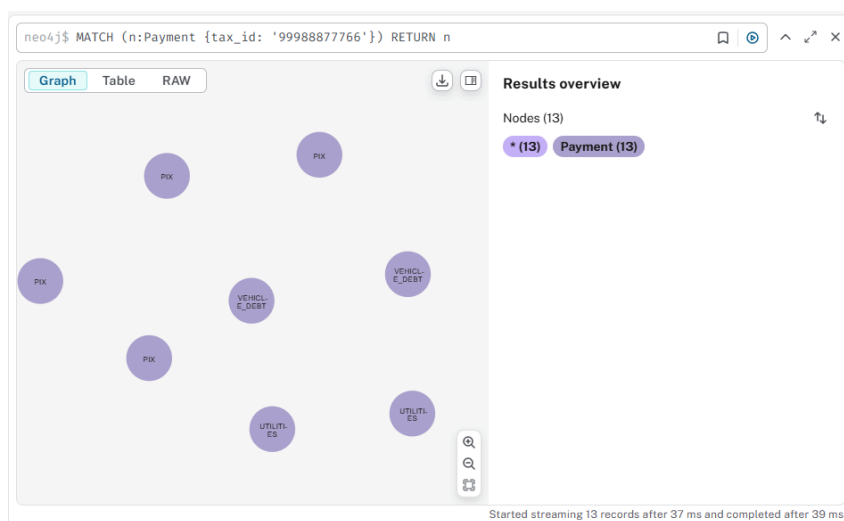 neo4j$ MATCH (n:Payment {tax_id: '99988877766'}) RETURN n
Graph Table RAW
Results overview
Nodes (13)
* (13) Payment (13)
PIX
PIX
PIX
VEHICL-
E_DEBT
VEHICL-
E_DEBT
PIX
UTILITI-
ES
UTILITI-
ES
Started streaming 13 records after 37 ms and completed after 39 ms